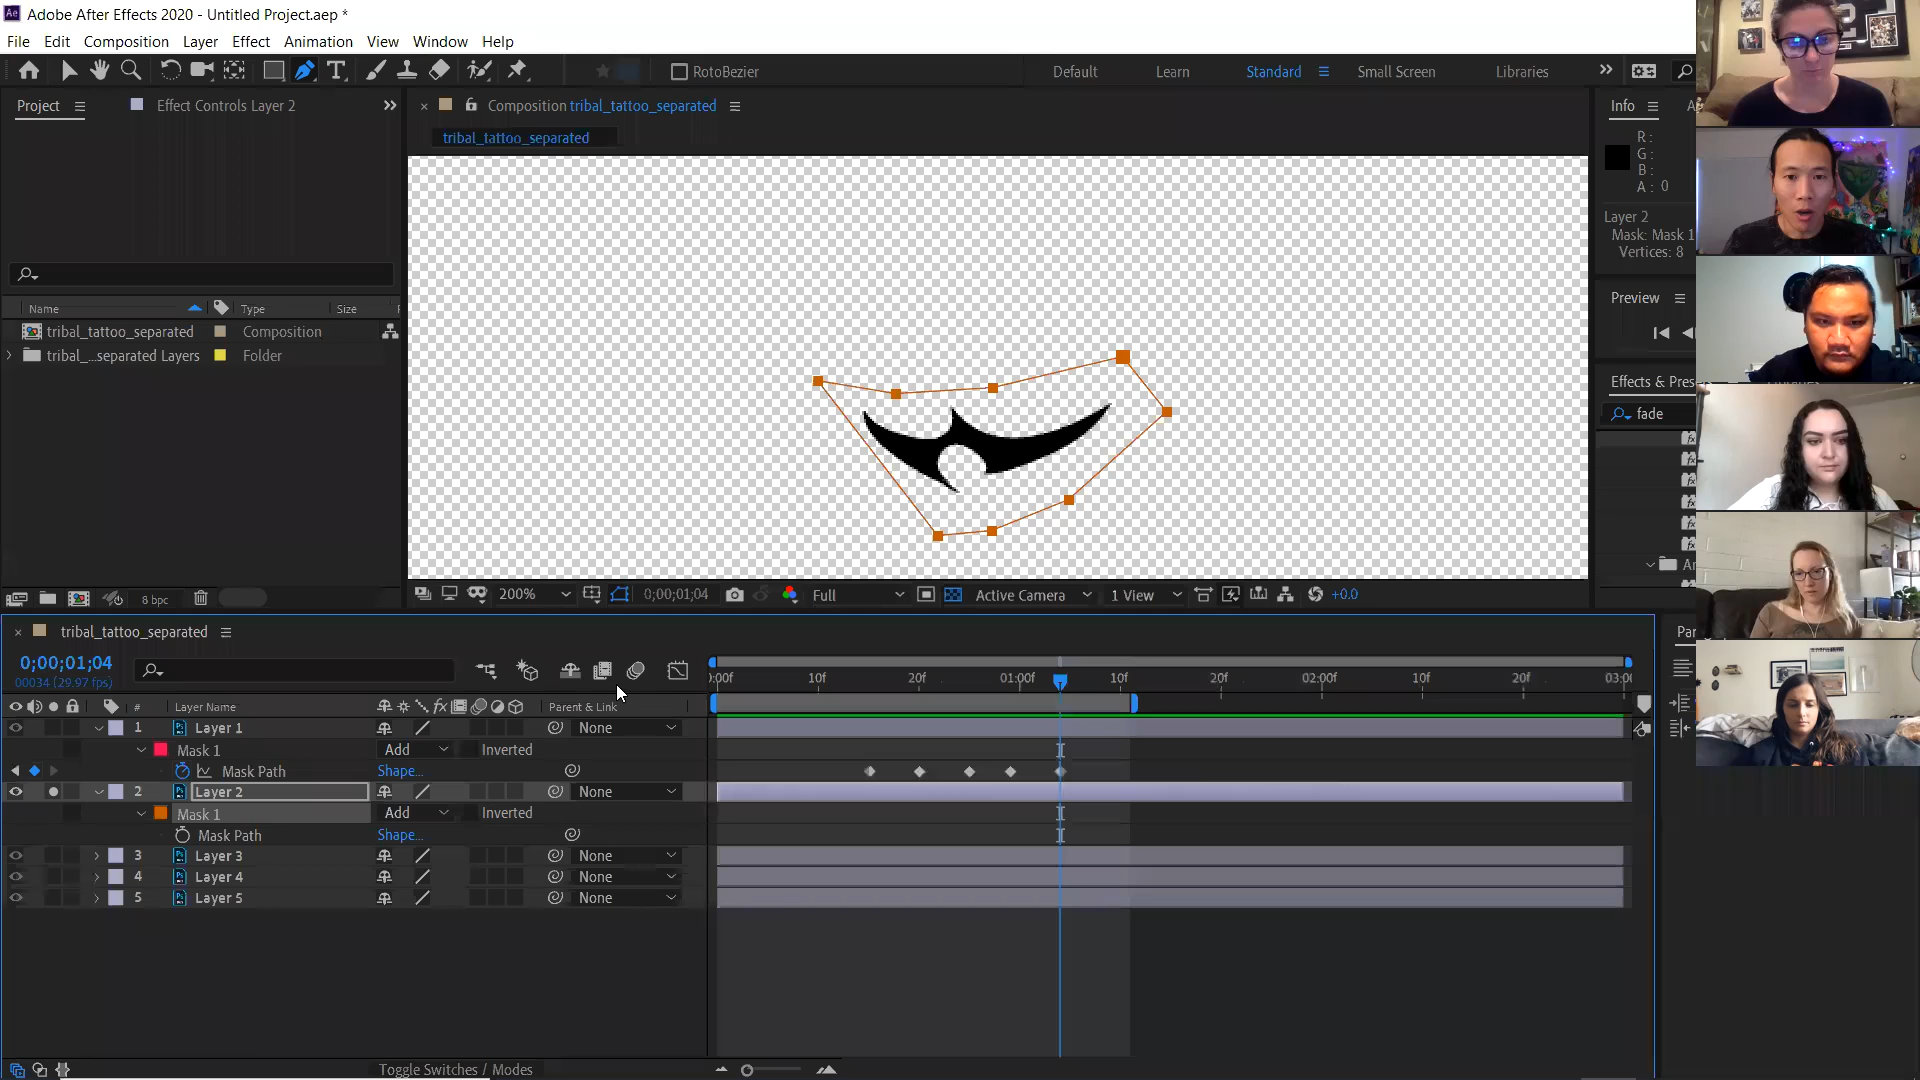 Adobe After Effects 2020 - Untitled Project.aep *
File Edit Composition Layer Effect Animation View Window Help
RotoBezier
Default Learn Standard Small Screen Libraries
Project Effect Controls Layer 2
Composition tribal_tattoo_separated
tribal_tattoo_separated
Info
R :
G :
B :
A : 0
Layer 2
Mask: Mask 1
Vertices: 8
Preview
Effects & Pres
fade
Name Type Size
tribal_tattoo_separated Composition
tribal_...separated Layers Folder
8 bpc
200% 0;00;01;04 Full Active Camera 1 View +0.0
tribal_tattoo_separated
0;00;01;04
00034 (29.97 fps)
:00f 10f 20f 01:00f 10f 20f 02:00f 10f 20f 03:00
# Layer Name Parent & Link
1 Layer 1 None
Mask 1 Add Inverted
Mask Path Shape...
2 Layer 2 None
Mask 1 Add Inverted
Mask Path Shape...
3 Layer 3 None
4 Layer 4 None
5 Layer 5 None
Toggle Switches / Modes